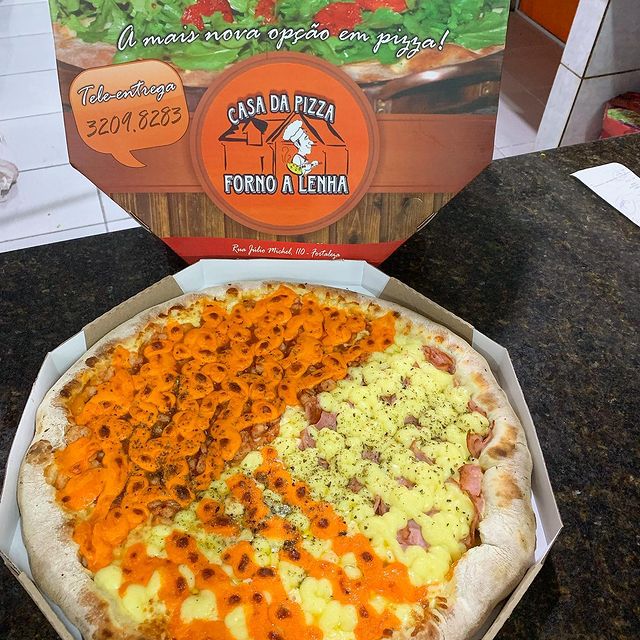 A mais nova opção em pizza!
Tele-entrega
3209.8283
CASA DA PIZZA
FORNO A LENHA
Rua Júlio Michel, 110 - Fortaleza